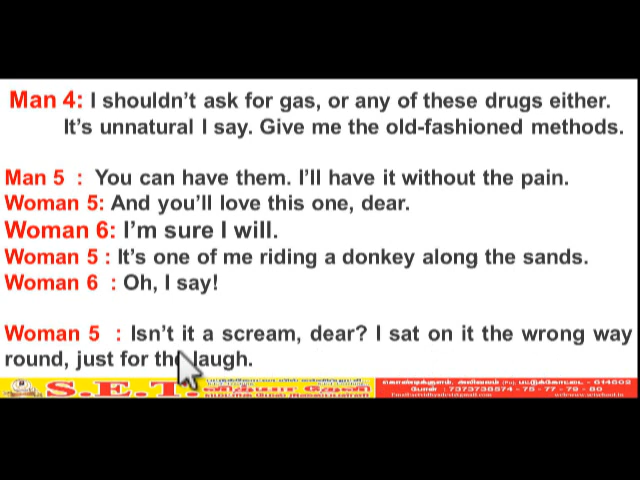 Man 4: I shouldn't ask for gas, or any of these drugs either.
It's unnatural I say. Give me the old-fashioned methods.
Man 5 : You can have them. I'll have it without the pain.
Woman 5: And you'll love this one, dear.
Woman 6: I'm sure I will.
Woman 5 : It's one of me riding a donkey along the sands.
Woman 6 : Oh, I say!
Woman 5 : Isn't it a scream, dear? I sat on it the wrong way
round, just for the laugh.
S.E.T.